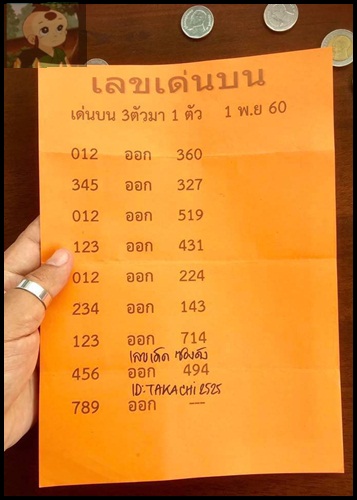 เลขเด่นบน
เด่นบน 3ตัวมา 1 ตัว 1 พ.ย 60
012 ออก 360
345 ออก 327
012 ออก 519
123 ออก 431
012 ออก 224
234 ออก 143
123 ออก 714
เลขเด็ด ซองดัง
456 ออก 494
ID:TAKACHI2525
789 ออก —